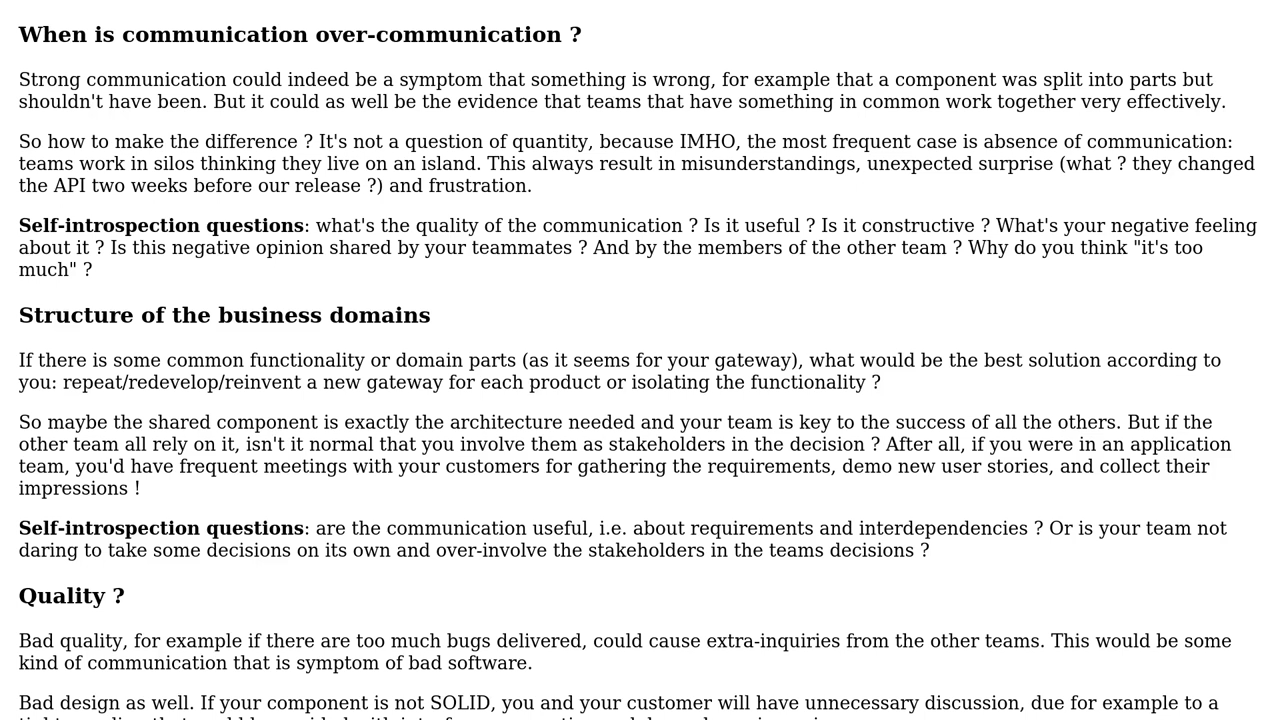 When is communication over-communication ?
Strong communication could indeed be a symptom that something is wrong, for example that a component was split into parts but
shouldn't have been. But it could as well be the evidence that teams that have something in common work together very effectively.
So how to make the difference ? It's not a question of quantity, because IMHO, the most frequent case is absence of communication:
teams work in silos thinking they live on an island. This always result in misunderstandings, unexpected surprise (what ? they changed
the API two weeks before our release ?) and frustration.
Self-introspection questions: what's the quality of the communication ? Is it useful ? Is it constructive ? What's your negative feeling
about it ? Is this negative opinion shared by your teammates ? And by the members of the other team ? Why do you think "it's too
much" ?
Structure of the business domains
If there is some common functionality or domain parts (as it seems for your gateway), what would be the best solution according to
you: repeat/redevelop/reinvent a new gateway for each product or isolating the functionality ?
So maybe the shared component is exactly the architecture needed and your team is key to the success of all the others. But if the
other team all rely on it, isn't it normal that you involve them as stakeholders in the decision ? After all, if you were in an application
team, you'd have frequent meetings with your customers for gathering the requirements, demo new user stories, and collect their
impressions !
Self-introspection questions: are the communication useful, i.e. about requirements and interdependencies ? Or is your team not
daring to take some decisions on its own and over-involve the stakeholders in the teams decisions ?
Quality ?
Bad quality, for example if there are too much bugs delivered, could cause extra-inquiries from the other teams. This would be some
kind of communication that is symptom of bad software.
Bad design as well. If your component is not SOLID, you and your customer will have unnecessary discussion, due for example to a